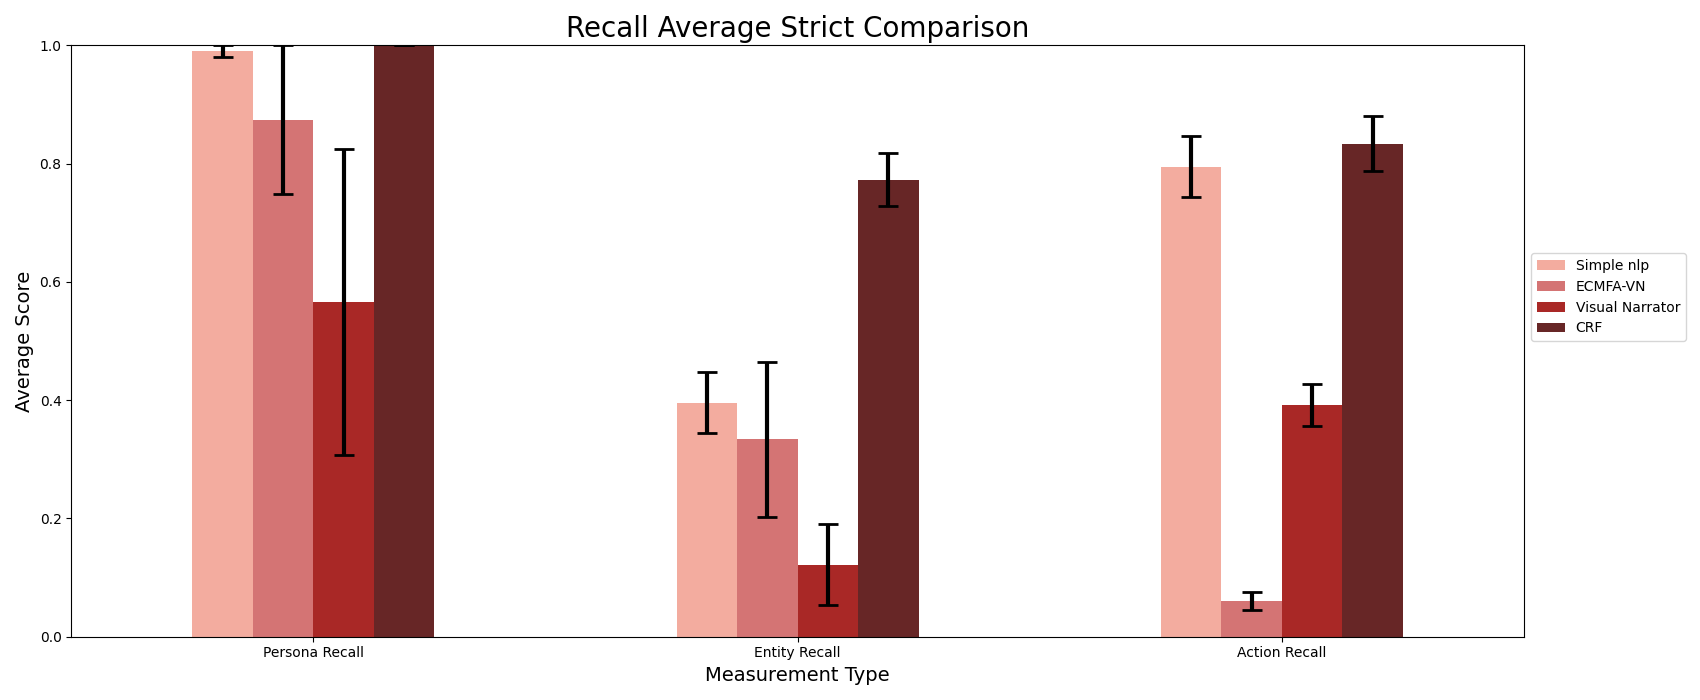 Recall Average Strict Comparison
1.0
0.8
0.6
0.4
0.2
0.0
Average Score
Persona Recall
Entity Recall
Action Recall
Measurement Type
Simple nlp
ECMFA-VN
Visual Narrator
CRF